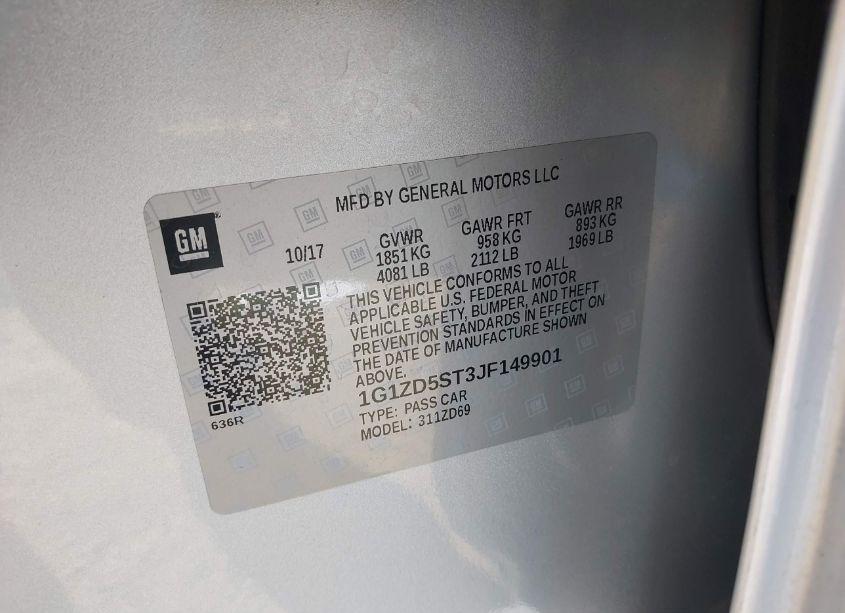 MFD BY GENERAL MOTORS LLC
GM
10/17
GVWR
1851 KG
4081 LB
GAWR FRT
958 KG
2112 LB
GAWR RR
893 KG
1969 LB
THIS VEHICLE CONFORMS TO ALL
APPLICABLE U.S. FEDERAL MOTOR
VEHICLE SAFETY, BUMPER, AND THEFT
PREVENTION STANDARDS IN EFFECT ON
THE DATE OF MANUFACTURE SHOWN
ABOVE.
1G1ZD5ST3JF149901
TYPE: PASS CAR
MODEL: 311ZD69
636R